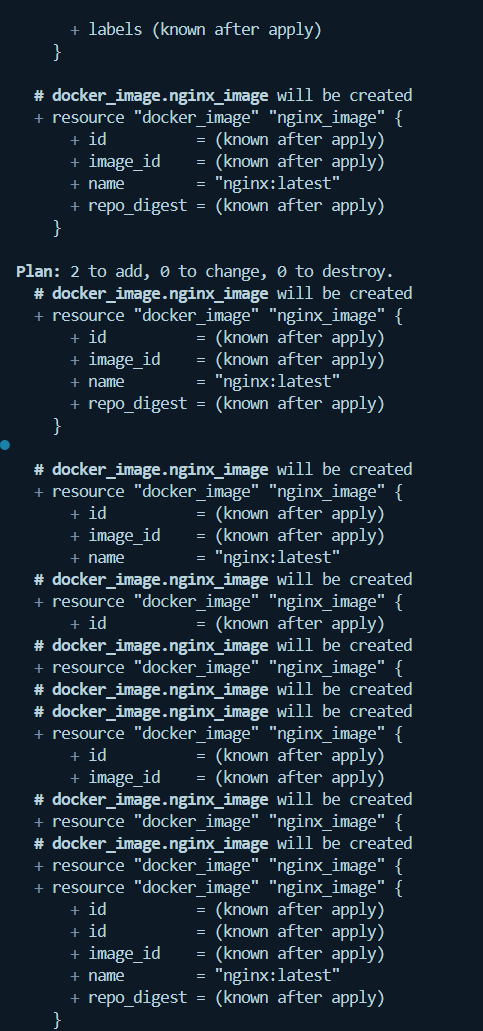 + labels (known after apply)
}
# docker_image.nginx_image will be created
+ resource "docker_image" "nginx_image" {
+ id          = (known after apply)
+ image_id    = (known after apply)
+ name        = "nginx:latest"
+ repo_digest = (known after apply)
}
Plan: 2 to add, 0 to change, 0 to destroy.
# docker_image.nginx_image will be created
+ resource "docker_image" "nginx_image" {
+ id          = (known after apply)
+ image_id    = (known after apply)
+ name        = "nginx:latest"
+ repo_digest = (known after apply)
}
# docker_image.nginx_image will be created
+ resource "docker_image" "nginx_image" {
+ id          = (known after apply)
+ image_id    = (known after apply)
+ name        = "nginx:latest"
# docker_image.nginx_image will be created
+ resource "docker_image" "nginx_image" {
+ id          = (known after apply)
# docker_image.nginx_image will be created
+ resource "docker_image" "nginx_image" {
# docker_image.nginx_image will be created
# docker_image.nginx_image will be created
+ resource "docker_image" "nginx_image" {
+ id          = (known after apply)
+ image_id    = (known after apply)
# docker_image.nginx_image will be created
+ resource "docker_image" "nginx_image" {
# docker_image.nginx_image will be created
+ resource "docker_image" "nginx_image" {
+ resource "docker_image" "nginx_image" {
+ id          = (known after apply)
+ id          = (known after apply)
+ image_id    = (known after apply)
+ name        = "nginx:latest"
+ repo_digest = (known after apply)
}